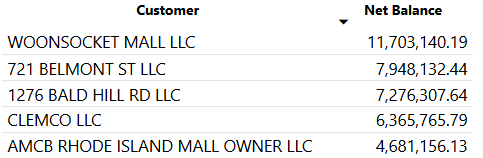 Customer Net Balance
WOONSOCKET MALL LLC 11,703,140.19
721 BELMONT ST LLC 7,948,132.44
1276 BALD HILL RD LLC 7,276,307.64
CLEMCO LLC 6,365,765.79
AMCB RHODE ISLAND MALL OWNER LLC 4,681,156.13